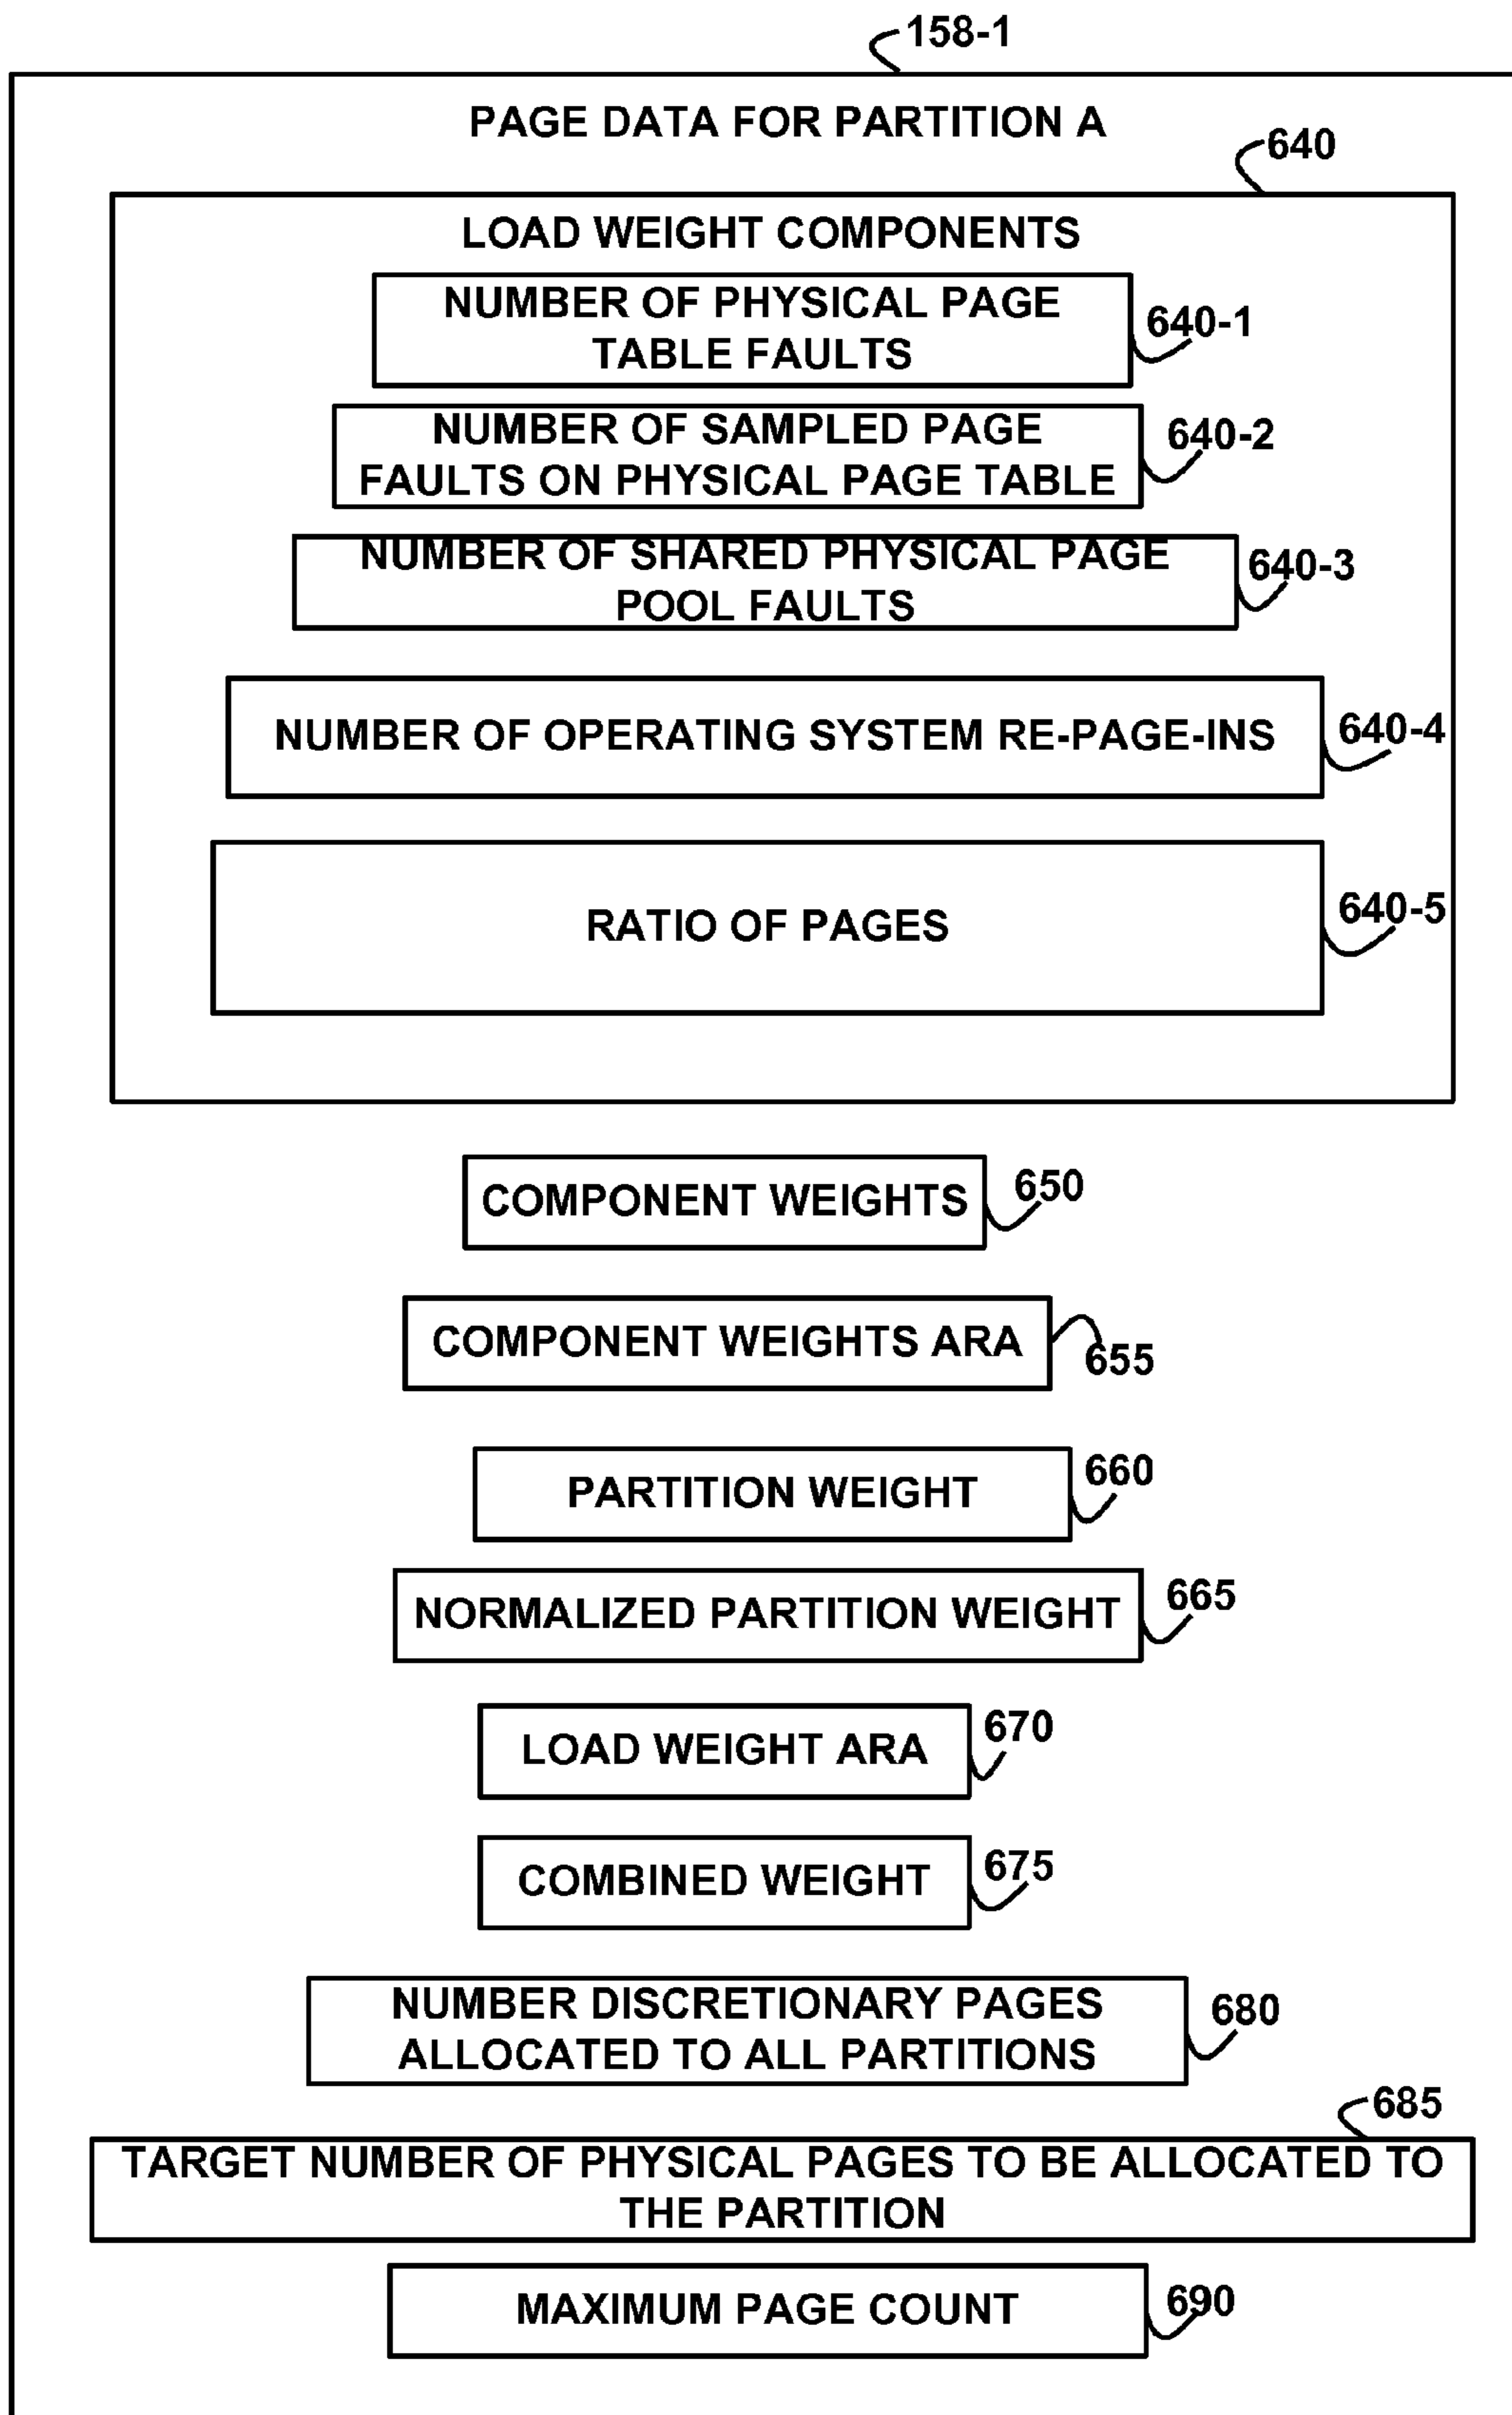 158-1
PAGE DATA FOR PARTITION A
640
LOAD WEIGHT COMPONENTS
NUMBER OF PHYSICAL PAGE
TABLE FAULTS
640-1
NUMBER OF SAMPLED PAGE
FAULTS ON PHYSICAL PAGE TABLE
640-2
NUMBER OF SHARED PHYSICAL PAGE
POOL FAULTS
640-3
NUMBER OF OPERATING SYSTEM RE-PAGE-INS
640-4
RATIO OF PAGES
640-5
COMPONENT WEIGHTS
650
COMPONENT WEIGHTS ARA
655
PARTITION WEIGHT
660
NORMALIZED PARTITION WEIGHT
665
LOAD WEIGHT ARA
670
COMBINED WEIGHT
675
NUMBER DISCRETIONARY PAGES
ALLOCATED TO ALL PARTITIONS
680
685
TARGET NUMBER OF PHYSICAL PAGES TO BE ALLOCATED TO
THE PARTITION
MAXIMUM PAGE COUNT
690